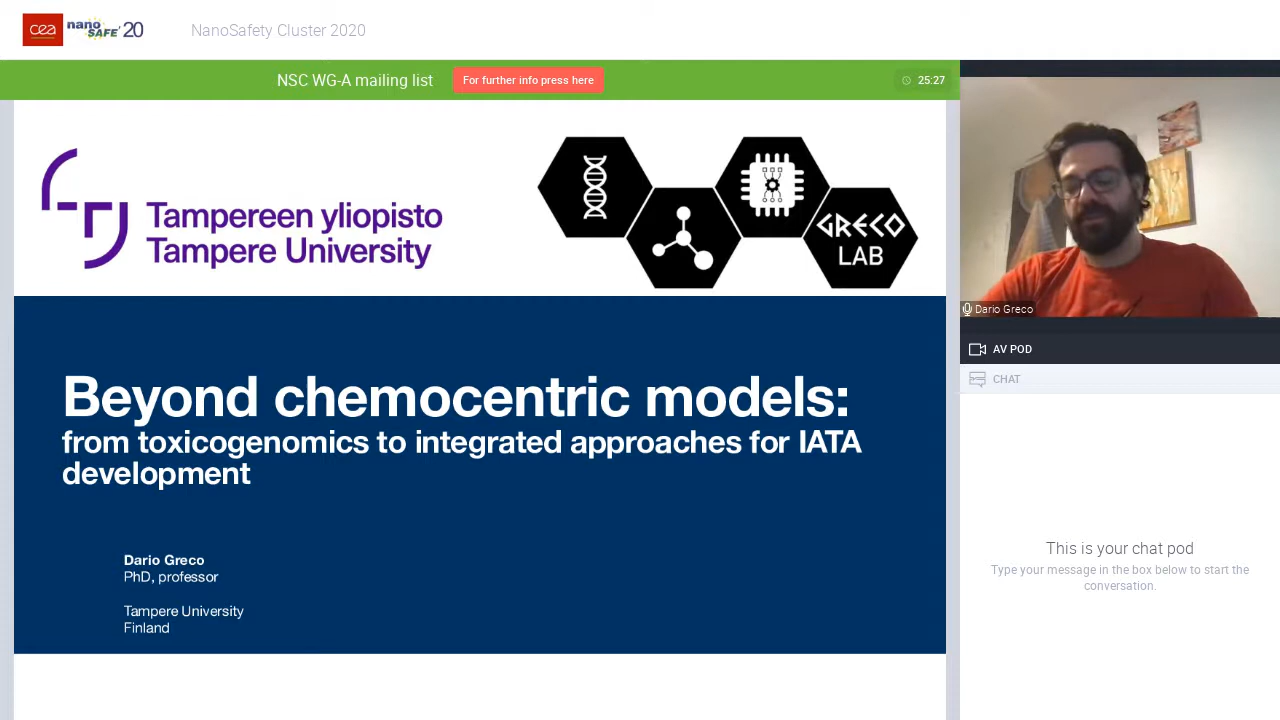 cea nano SAFE' 20
NanoSafety Cluster 2020
NSC WG-A mailing list
For further info press here
25:27
Tampereen yliopisto
Tampere University
GRECO
LAB
Beyond chemocentric models:
from toxicogenomics to integrated approaches for IATA
development
Dario Greco
PhD, professor
Tampere University
Finland
Dario Greco
AV POD
CHAT
This is your chat pod
Type your message in the box below to start the
conversation.